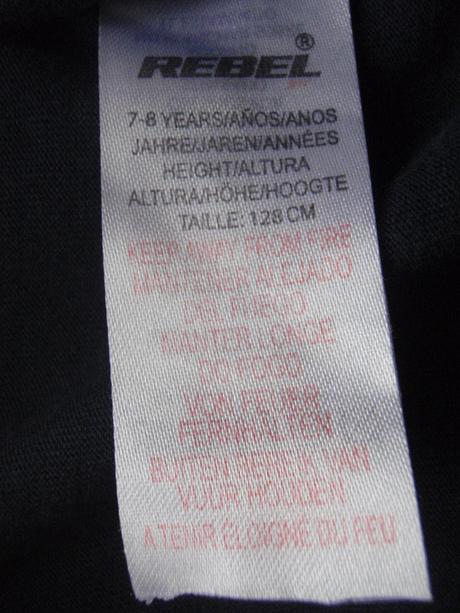 REBEL®
7-8 YEARS/AÑOS/ANOS
JAHRE/JAREN/ANNÉES
HEIGHT/ALTURA
ALTURA/HÖHE/HOOGTE
TAILLE: 128 CM
KEEP AWAY FROM FIRE
MANTENER ALEJADO
DEL FUEGO
MANTER LONGE
DO FOGO
VON FEUER
FERNHALTEN
BUITEN BEREIK VAN
VUUR HOUDEN
A TENIR ÉLOIGNÉ DU FEU